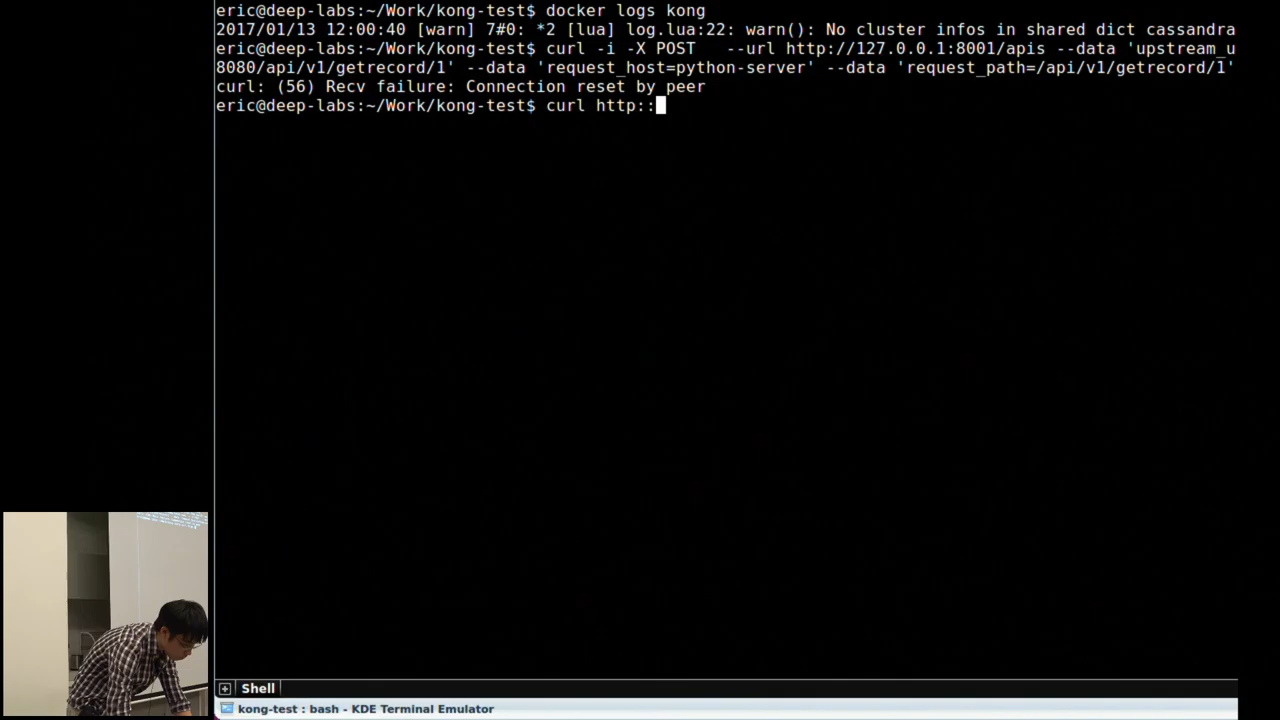 eric@deep-labs:~/Work/kong-test$ docker logs kong
2017/01/13 12:00:40 [warn] 7#0: *2 [lua] log.lua:22: warn(): No cluster infos in shared dict cassandra
eric@deep-labs:~/Work/kong-test$ curl -i -X POST   --url http://127.0.0.1:8001/apis --data 'upstream_u
8080/api/v1/getrecord/1' --data 'request_host=python-server' --data 'request_path=/api/v1/getrecord/1'
curl: (56) Recv failure: Connection reset by peer
eric@deep-labs:~/Work/kong-test$ curl http::
Shell
kong-test : bash - KDE Terminal Emulator